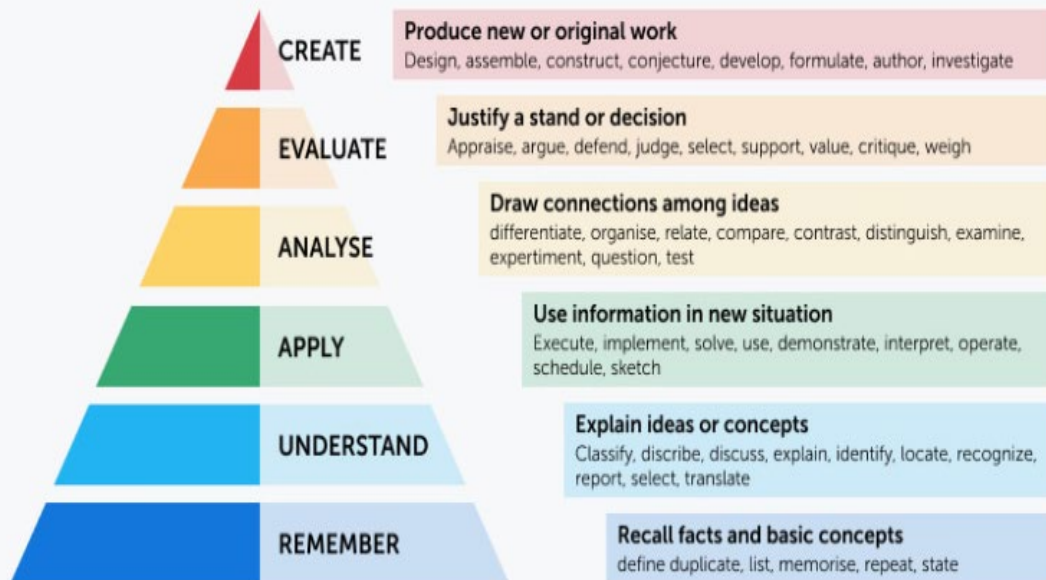 CREATE
Produce new or original work
Design, assemble, construct, conjecture, develop, formulate, author, investigate
EVALUATE
Justify a stand or decision
Appraise, argue, defend, judge, select, support, value, critique, weigh
ANALYSE
Draw connections among ideas
differentiate, organise, relate, compare, contrast, distinguish, examine,
expertiment, question, test
APPLY
Use information in new situation
Execute, implement, solve, use, demonstrate, interpret, operate,
schedule, sketch
UNDERSTAND
Explain ideas or concepts
Classify, discribe, discuss, explain, identify, locate, recognize,
report, select, translate
REMEMBER
Recall facts and basic concepts
define duplicate, list, memorise, repeat, state